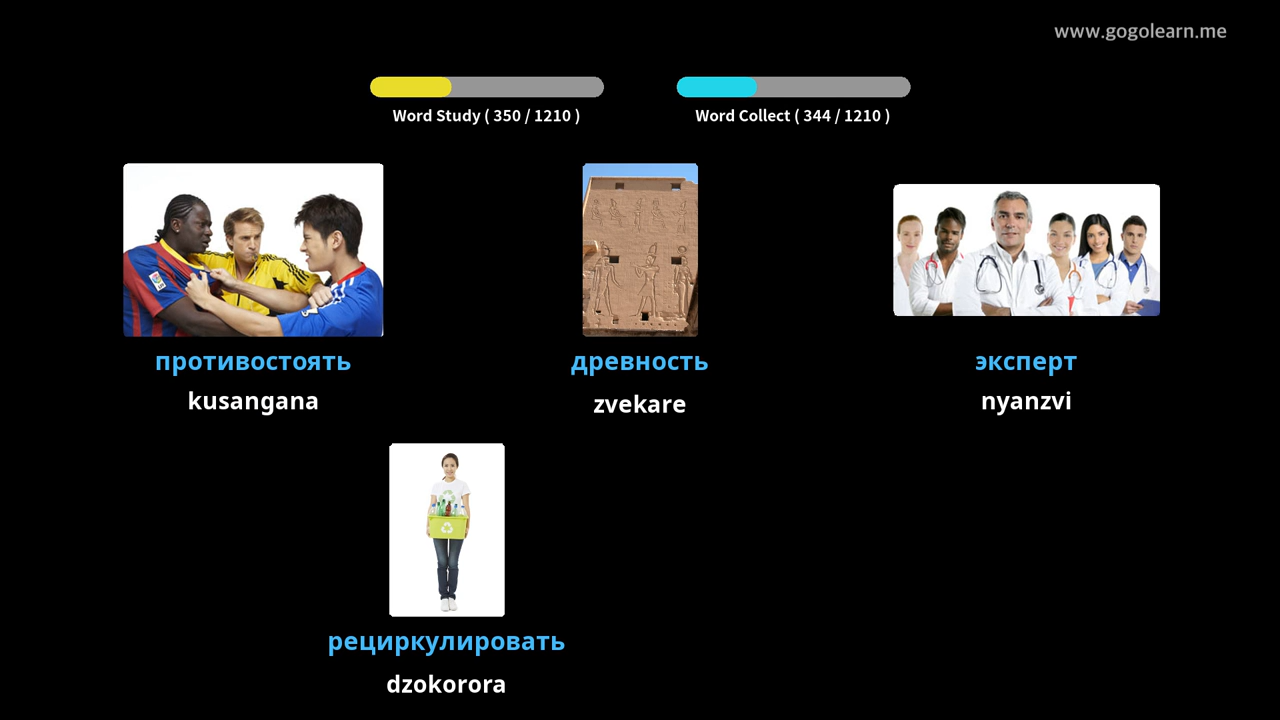 www.gogolearn.me
Word Study ( 350 / 1210 )
Word Collect ( 344 / 1210 )
противостоять
древность
эксперт
kusangana
zvekare
nyanzvi
рециркулировать
dzokorora